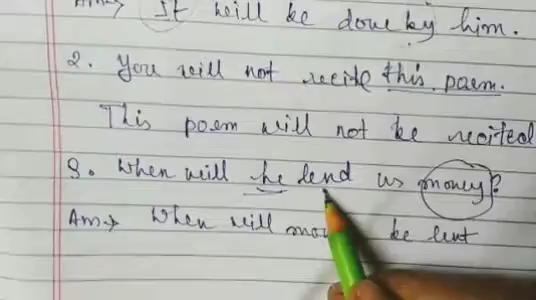 Ans→ It will be done by him.
2. You will not recite this poem.
This poem will not be recited
3. When will he lend us money?
Ans→ When will be lent